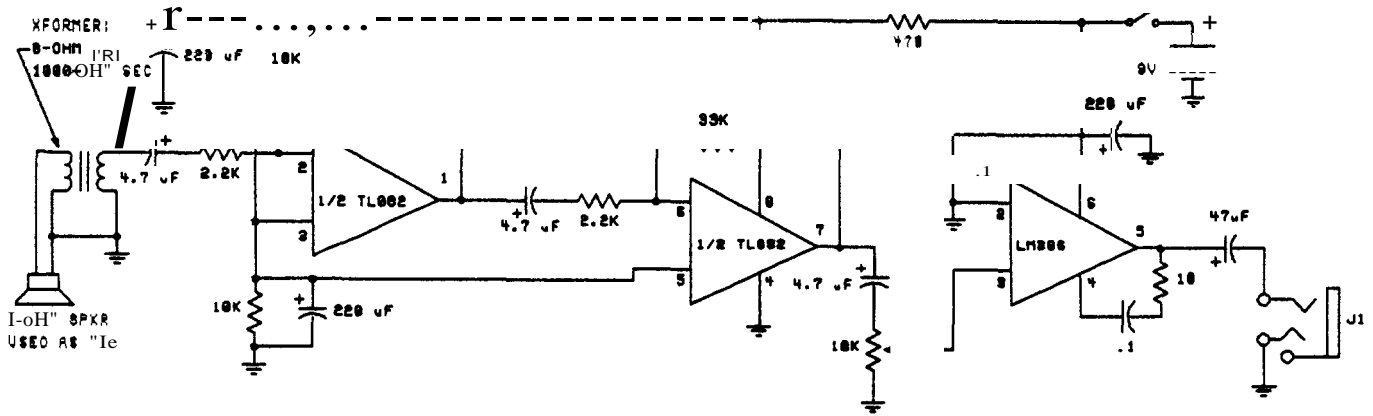 XFORMER:
8-OHM I'RI
1000-OH" SEC
+r
220 uF
10K
470
+
9V
220 uF
+
33K
.1
+
4.7 uF
2.2K
2
1/2 TL082
3
1
+
4.7 uF
2.2K
6
8
1/2 TL082
7
5
4
+
4.7 uF
10K
2
6
LM386
5
3
4
10
.1
47uF
+
J1
10K
+
220 uF
I-oH" SPKR
USED AS "Ie